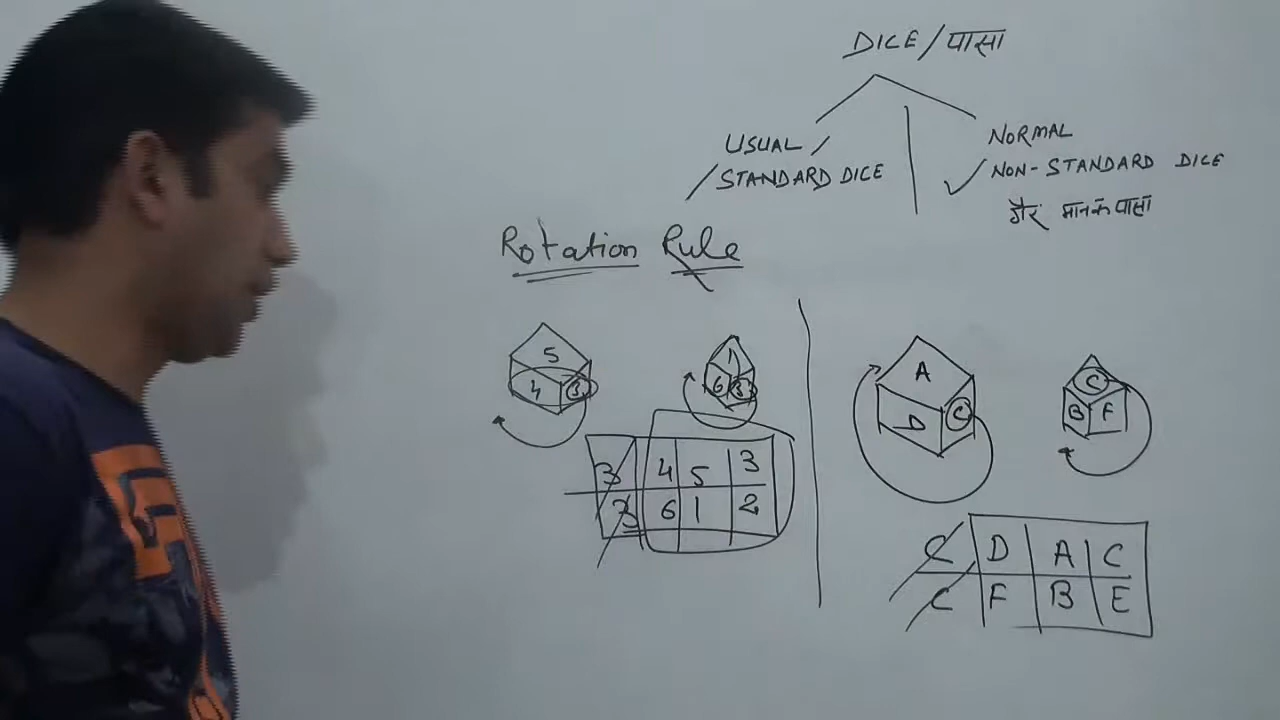 DICE/पासा
USUAL /
STANDARD DICE
NORMAL
NON-STANDARD DICE
गैर मानक पासा
Rotation Rule
5
4 3
1
6 3
A
D C
C
B F
3 4 5 3
3 6 1 2
C D A C
C F B E